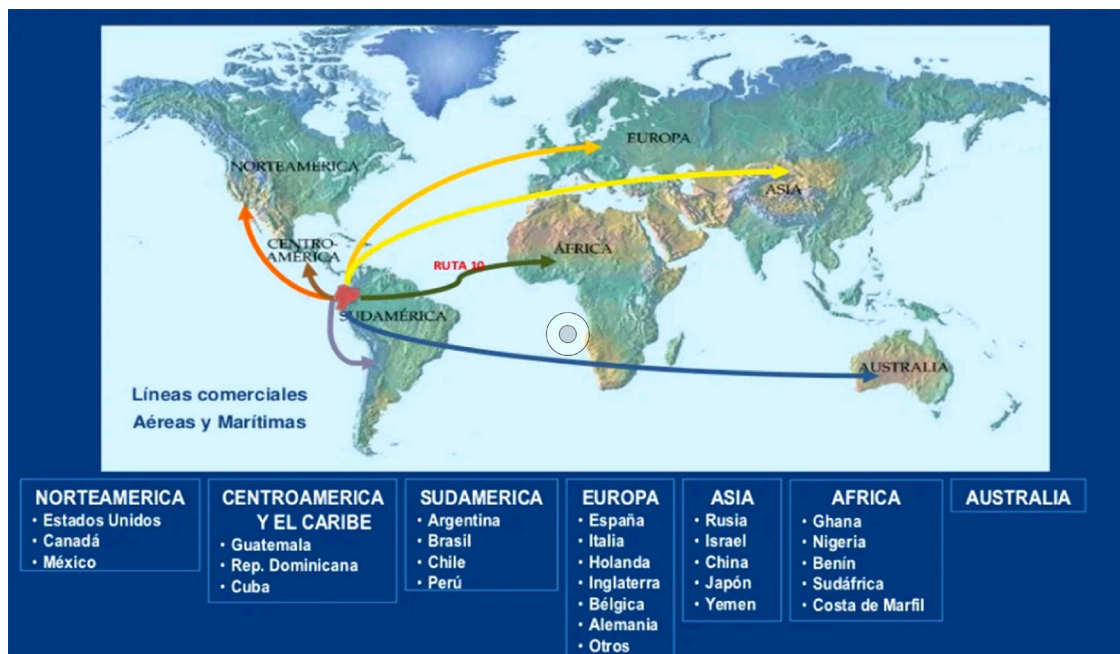 NORTEAMERICA
EUROPA
ASIA
CENTRO-
AMÉRICA
ÁFRICA
RUTA 10
SUDAMÉRICA
AUSTRALIA
Líneas comerciales
Aéreas y Marítimas
NORTEAMERICA
• Estados Unidos
• Canadá
• México
CENTROAMERICA
Y EL CARIBE
• Guatemala
• Rep. Dominicana
• Cuba
SUDAMERICA
• Argentina
• Brasil
• Chile
• Perú
EUROPA
• España
• Italia
• Holanda
• Inglaterra
• Bélgica
• Alemania
• Otros
ASIA
• Rusia
• Israel
• China
• Japón
• Yemen
AFRICA
• Ghana
• Nigeria
• Benín
• Sudáfrica
• Costa de Marfil
AUSTRALIA